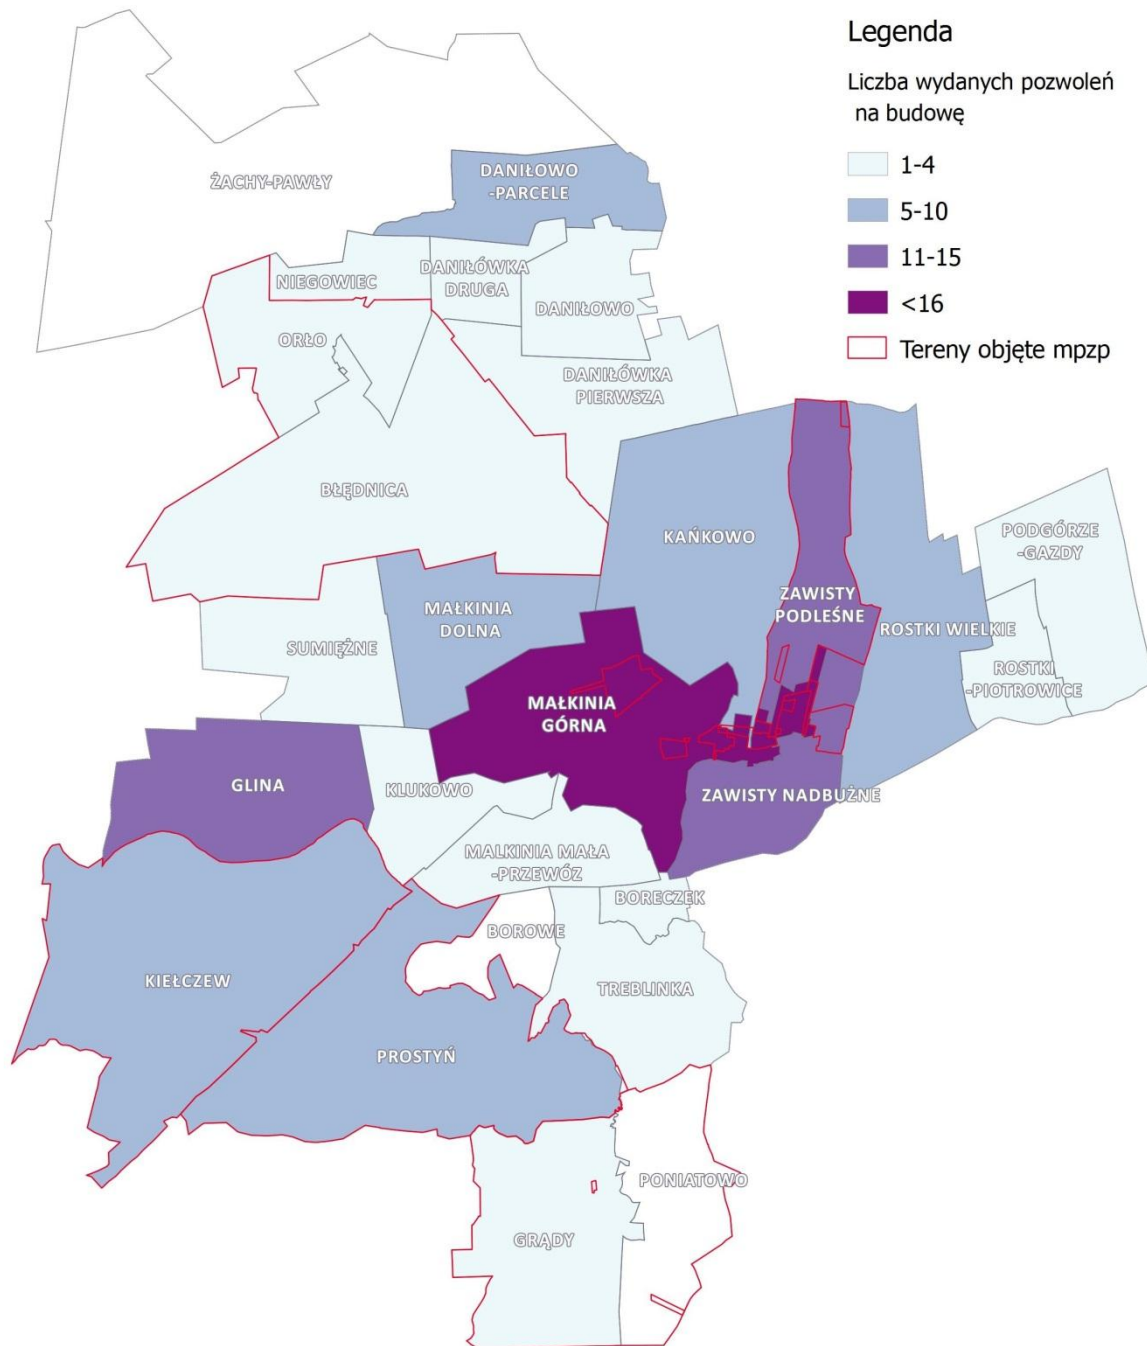 Legenda
Liczba wydanych pozwoleń
na budowę
1-4
5-10
11-15
<16
Tereny objęte mpzp
ŻACHY-PAWŁY
DANIŁOWO
-PARCELE
NIEGOWIEC
DANIŁÓWKA
DRUGA
DANIŁOWO
ORŁO
DANIŁÓWKA
PIERWSZA
BŁĘDNICA
KAŃKOWO
PODGÓRZE
-GAZDY
ZAWISTY
PODLEŚNE
MAŁKINIA
DOLNA
ROSTKI WIELKIE
SUMIĘŻNE
ROSTKI
-PIOTROWICE
MAŁKINIA
GÓRNA
GLINA
KLUKOWO
ZAWISTY NADBUŻNE
MALKINIA MAŁA
-PRZEWÓZ
BORECZEK
BOROWE
KIEŁCZEW
TREBLINKA
PROSTYŃ
PONIATOWO
GRĄDY